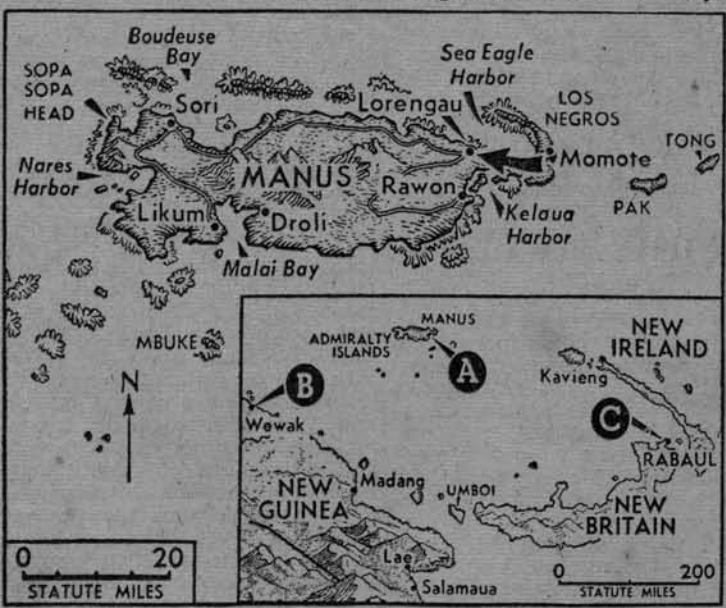 Boudeuse
Bay
Sea Eagle
Harbor
SOPA
SOPA
HEAD
Sori
Lorengau
LOS
NEGROS
TONG
Momote
Nares
Harbor
MANUS
Rawon
PAK
Likum
Droli
Kelaua
Harbor
Malai Bay
MBUKE
N
0 20
STATUTE MILES
MANUS
ADMIRALTY
ISLANDS
A
NEW
IRELAND
Kavieng
B
Wewak
C
RABAUL
Madang
UMBOI
NEW
GUINEA
NEW
BRITAIN
Lae
Salamaua
0 200
STATUTE MILES